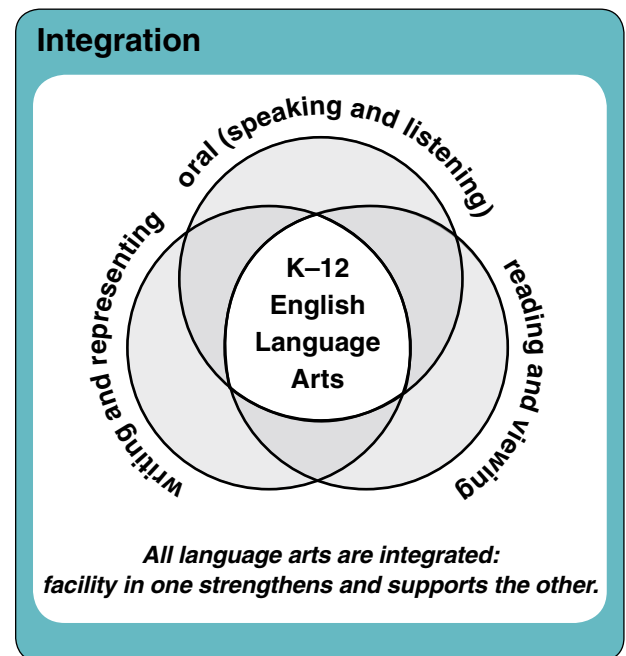 Integration
oral (speaking and listening)
writing and representing
reading and viewing
K–12
English
Language
Arts
All language arts are integrated:
facility in one strengthens and supports the other.